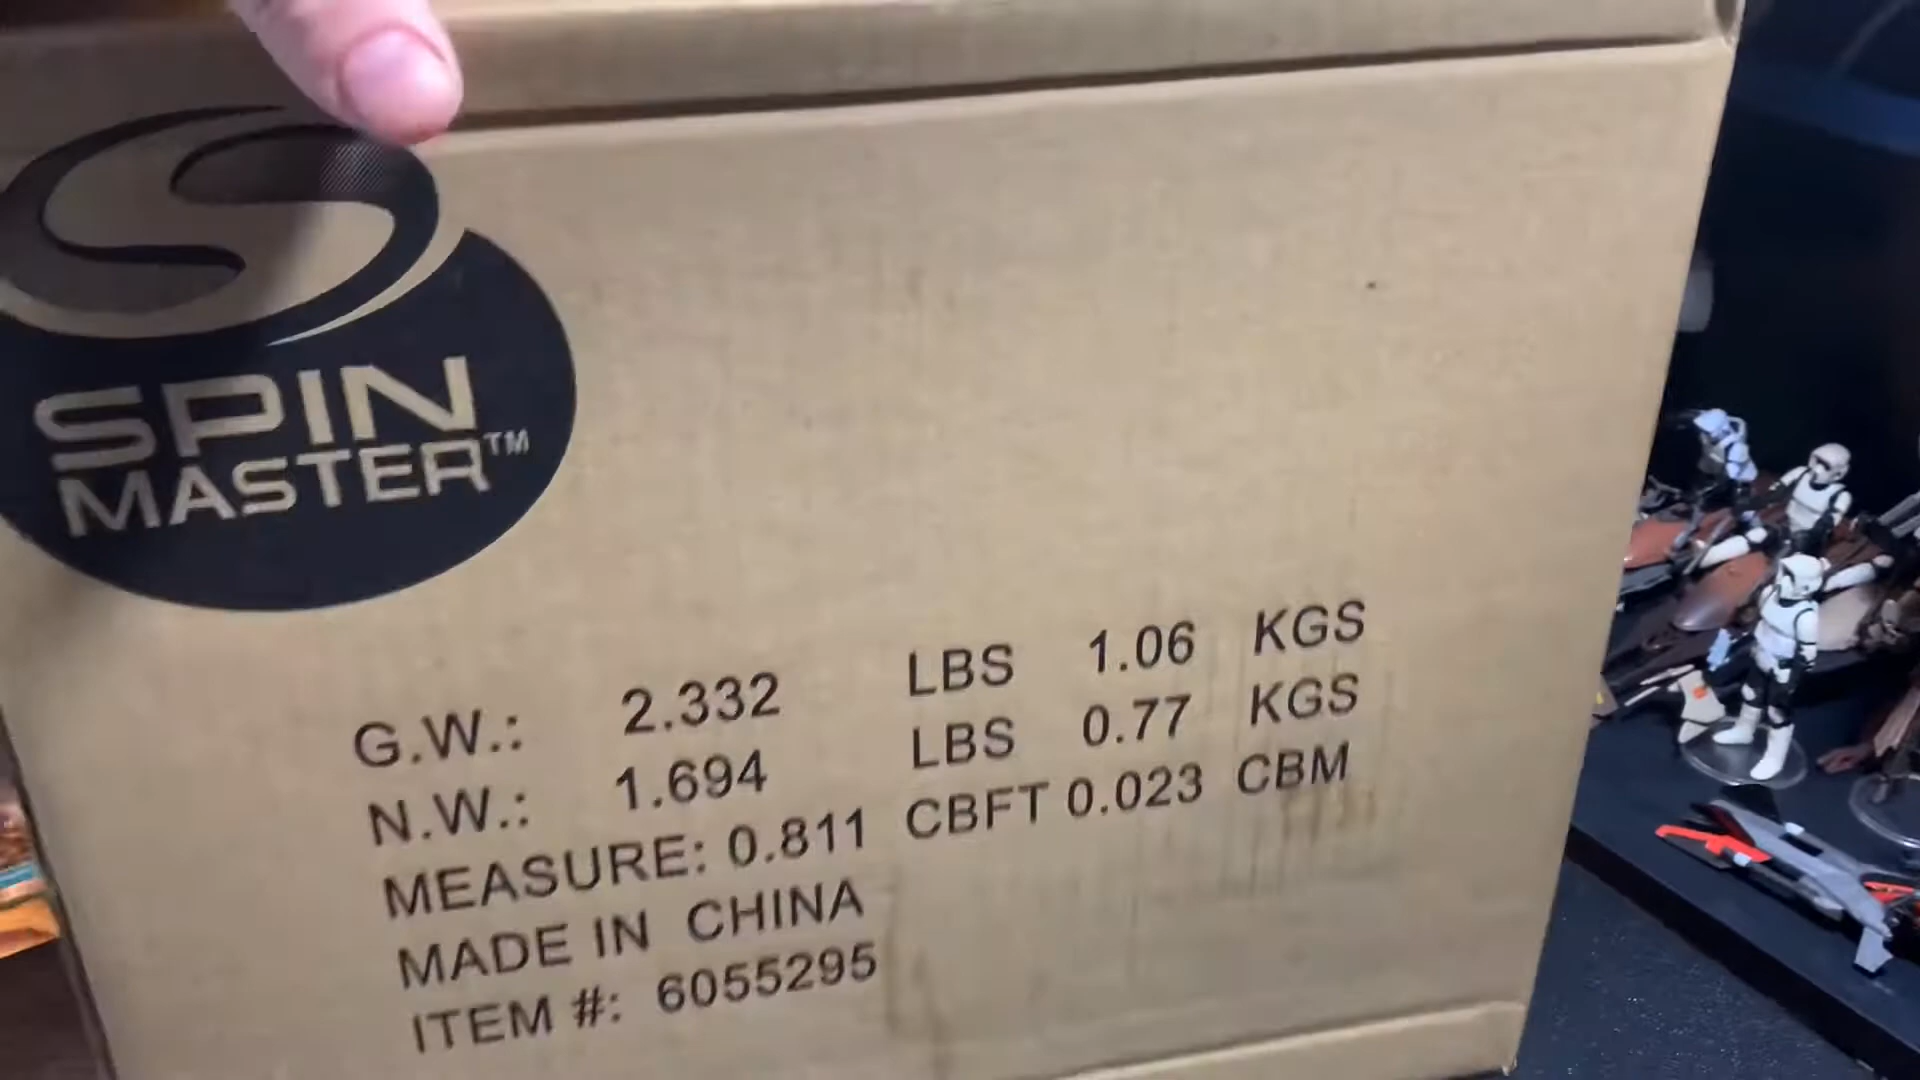 SPIN
MASTER™
G.W.: 2.332 LBS 1.06 KGS
N.W.: 1.694 LBS 0.77 KGS
MEASURE: 0.811 CBFT 0.023 CBM
MADE IN CHINA
ITEM #: 6055295